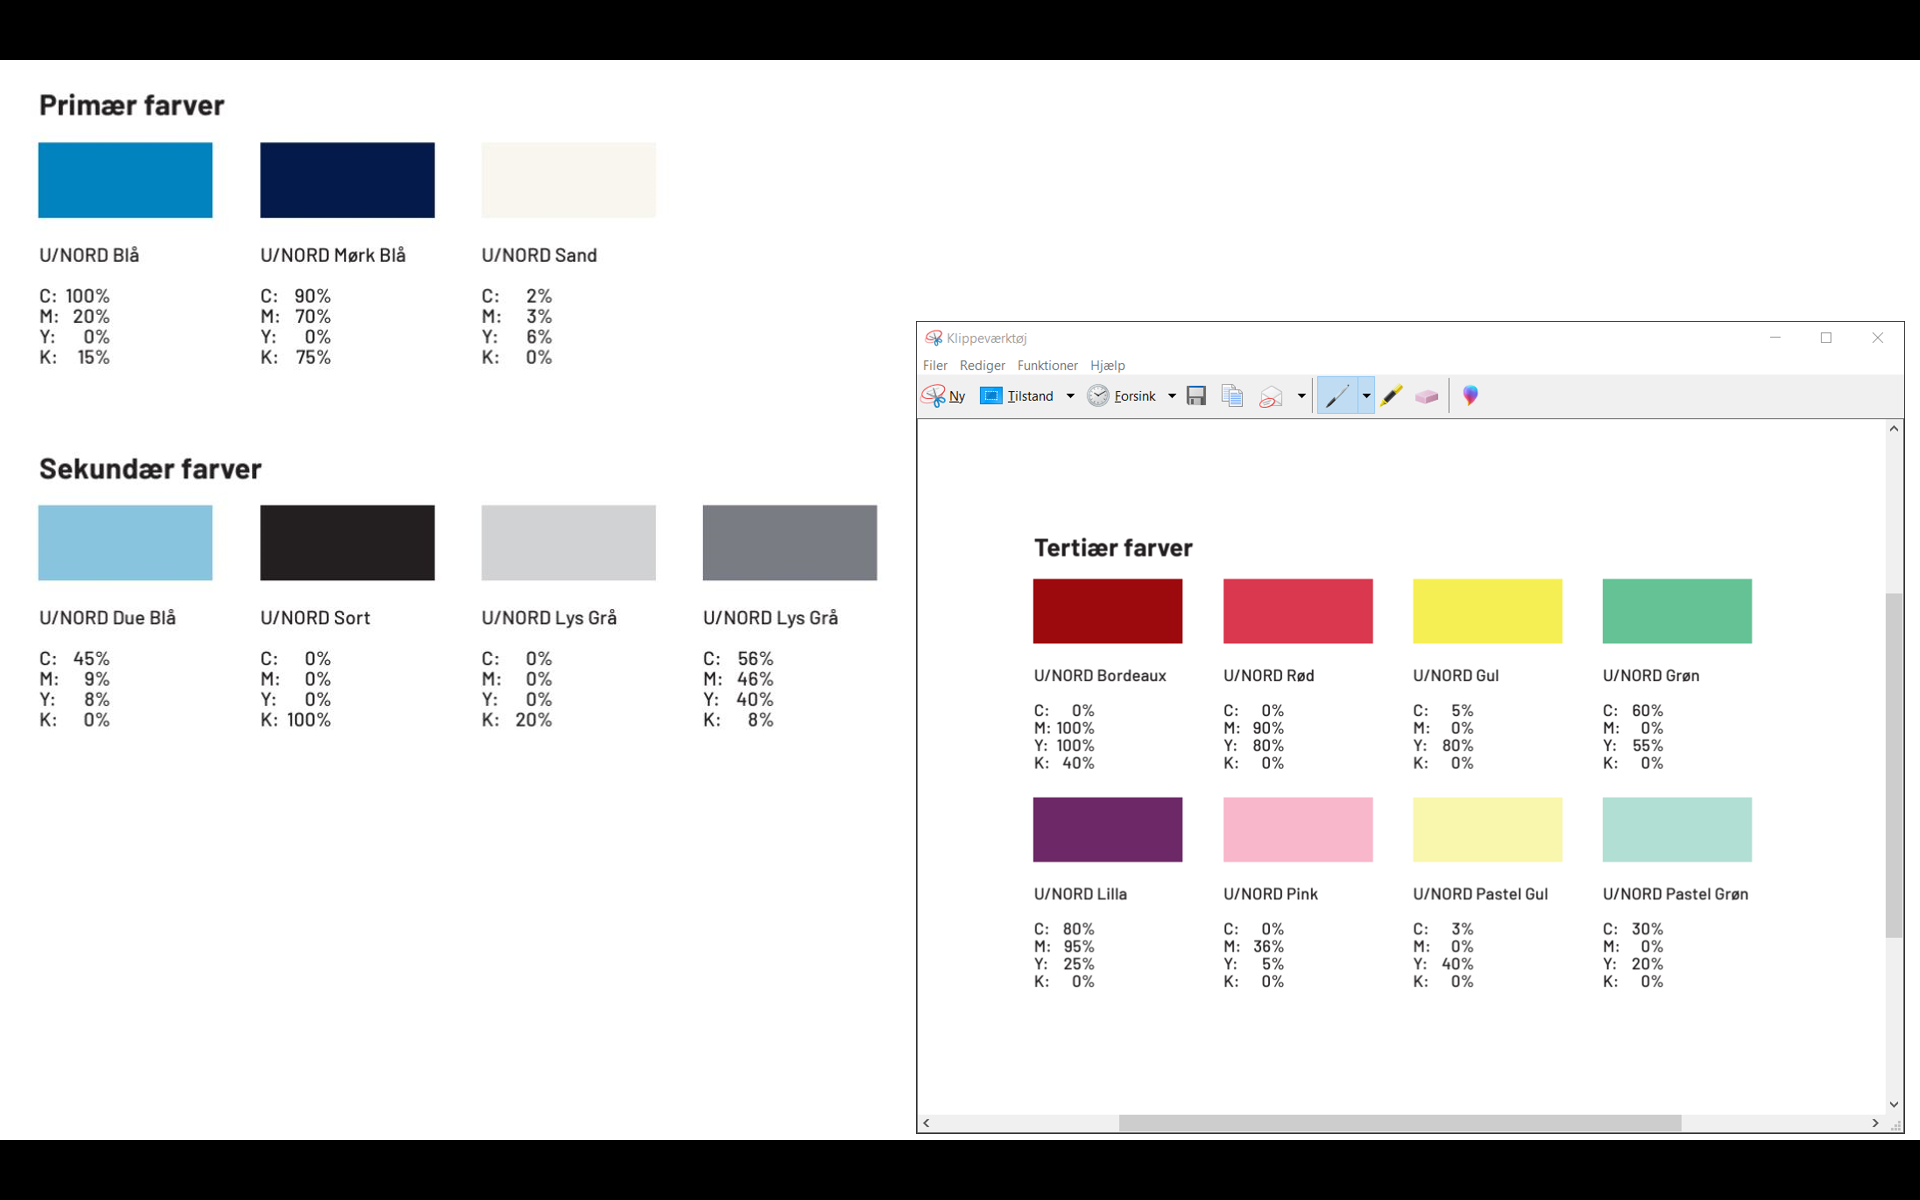 Primær farver
U/NORD Blå
C: 100%
M: 20%
Y: 0%
K: 15%
U/NORD Mørk Blå
C: 90%
M: 70%
Y: 0%
K: 75%
U/NORD Sand
C: 2%
M: 3%
Y: 6%
K: 0%
Sekundær farver
U/NORD Due Blå
C: 45%
M: 9%
Y: 8%
K: 0%
U/NORD Sort
C: 0%
M: 0%
Y: 0%
K: 100%
U/NORD Lys Grå
C: 0%
M: 0%
Y: 0%
K: 20%
U/NORD Lys Grå
C: 56%
M: 46%
Y: 40%
K: 8%
Klippeværktøj
Filer Rediger Funktioner Hjælp
Ny Tilstand Forsink
Tertiær farver
U/NORD Bordeaux
C: 0%
M: 100%
Y: 100%
K: 40%
U/NORD Rød
C: 0%
M: 90%
Y: 80%
K: 0%
U/NORD Gul
C: 5%
M: 0%
Y: 80%
K: 0%
U/NORD Grøn
C: 60%
M: 0%
Y: 55%
K: 0%
U/NORD Lilla
C: 80%
M: 95%
Y: 25%
K: 0%
U/NORD Pink
C: 0%
M: 36%
Y: 5%
K: 0%
U/NORD Pastel Gul
C: 3%
M: 0%
Y: 40%
K: 0%
U/NORD Pastel Grøn
C: 30%
M: 0%
Y: 20%
K: 0%